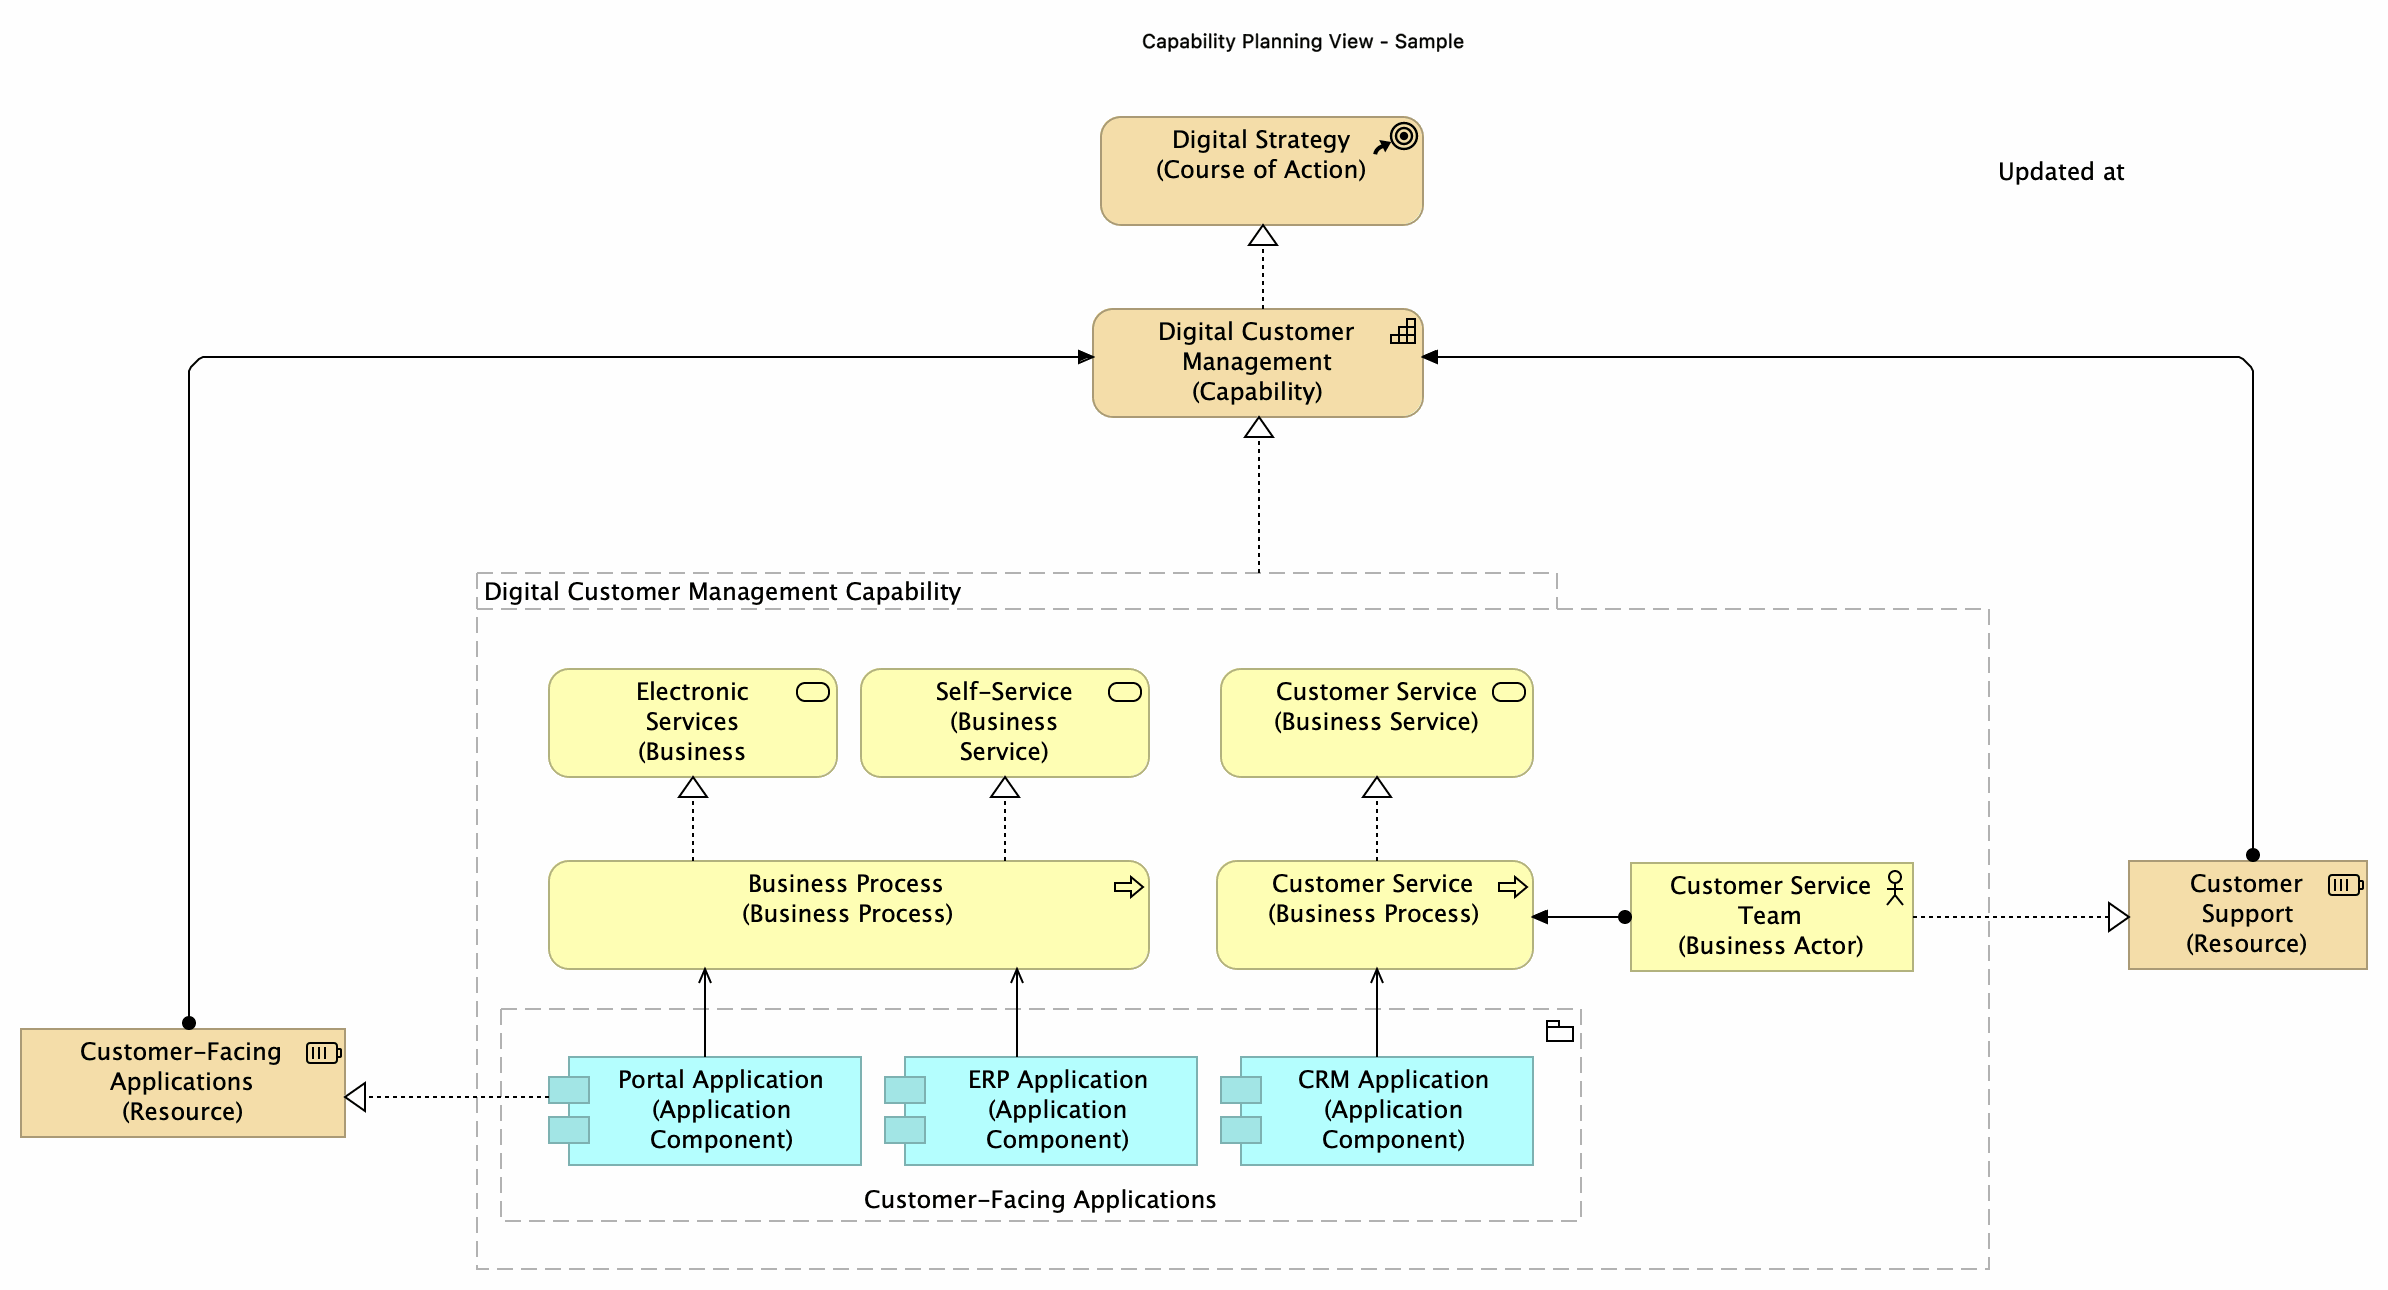 Capability Planning View - Sample
Digital Strategy
(Course of Action)
Updated at
Digital Customer
Management
(Capability)
Digital Customer Management Capability
Electronic
Services
(Business
Self-Service
(Business
Service)
Customer Service
(Business Service)
Business Process
(Business Process)
Customer Service
(Business Process)
Customer Service
Team
(Business Actor)
Customer
Support
(Resource)
Customer-Facing
Applications
(Resource)
Portal Application
(Application
Component)
ERP Application
(Application
Component)
CRM Application
(Application
Component)
Customer-Facing Applications